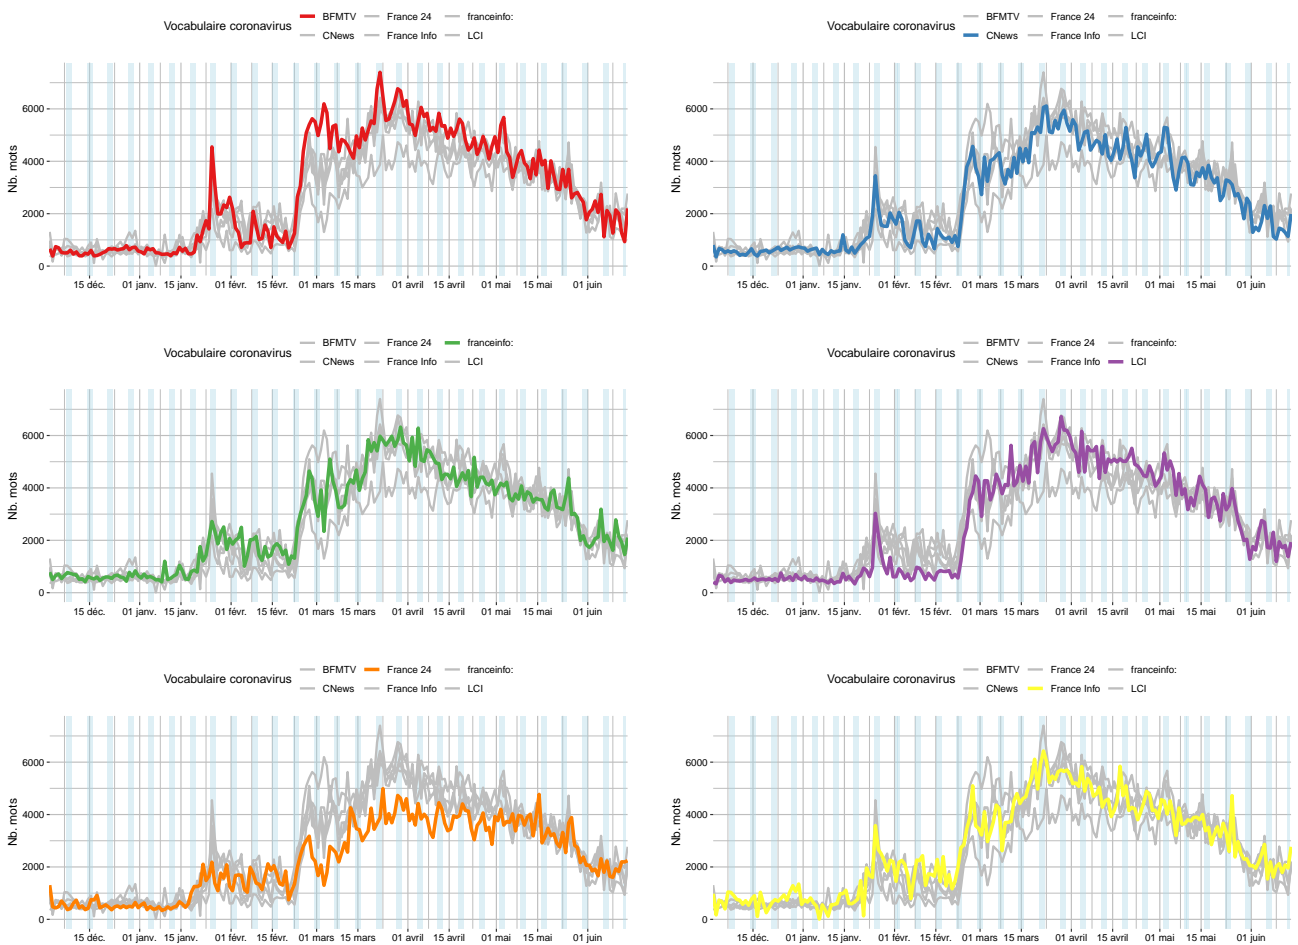 Vocabulaire coronavirus
BFMTV France 24 franceinfo:
CNews France Info LCI
Nb. mots
6000
4000
2000
0
15 déc. 01 janv. 15 janv. 01 févr. 15 févr. 01 mars 15 mars 01 avril 15 avril 01 mai 15 mai 01 juin
Vocabulaire coronavirus
BFMTV France 24 franceinfo:
CNews France Info LCI
Nb. mots
6000
4000
2000
0
15 déc. 01 janv. 15 janv. 01 févr. 15 févr. 01 mars 15 mars 01 avril 15 avril 01 mai 15 mai 01 juin
Vocabulaire coronavirus
BFMTV France 24 franceinfo:
CNews France Info LCI
Nb. mots
6000
4000
2000
0
15 déc. 01 janv. 15 janv. 01 févr. 15 févr. 01 mars 15 mars 01 avril 15 avril 01 mai 15 mai 01 juin
Vocabulaire coronavirus
BFMTV France 24 franceinfo:
CNews France Info LCI
Nb. mots
6000
4000
2000
0
15 déc. 01 janv. 15 janv. 01 févr. 15 févr. 01 mars 15 mars 01 avril 15 avril 01 mai 15 mai 01 juin
Vocabulaire coronavirus
BFMTV France 24 franceinfo:
CNews France Info LCI
Nb. mots
6000
4000
2000
0
15 déc. 01 janv. 15 janv. 01 févr. 15 févr. 01 mars 15 mars 01 avril 15 avril 01 mai 15 mai 01 juin
Vocabulaire coronavirus
BFMTV France 24 franceinfo:
CNews France Info LCI
Nb. mots
6000
4000
2000
0
15 déc. 01 janv. 15 janv. 01 févr. 15 févr. 01 mars 15 mars 01 avril 15 avril 01 mai 15 mai 01 juin